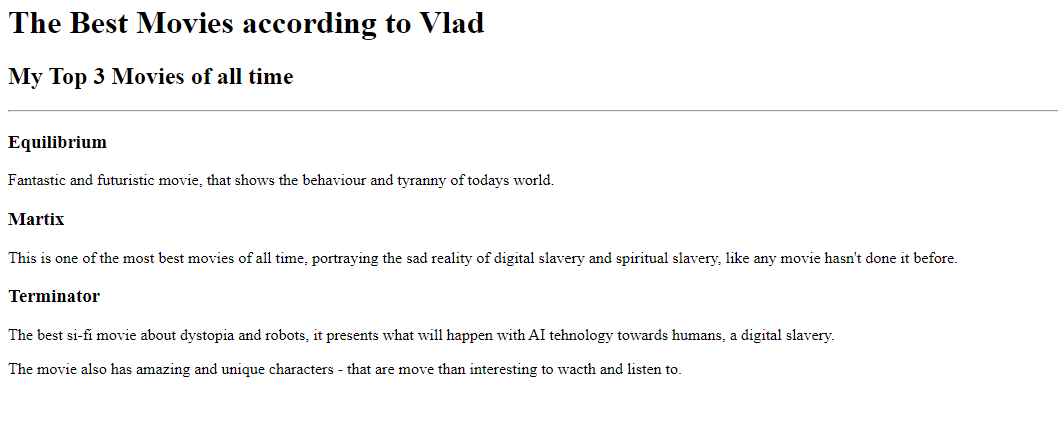 The Best Movies according to Vlad
My Top 3 Movies of all time
Equilibrium
Fantastic and futuristic movie, that shows the behaviour and tyranny of todays world.
Martix
This is one of the most best movies of all time, portraying the sad reality of digital slavery and spiritual slavery, like any movie hasn't done it before.
Terminator
The best si-fi movie about dystopia and robots, it presents what will happen with AI tehnology towards humans, a digital slavery.
The movie also has amazing and unique characters - that are move than interesting to wacth and listen to.